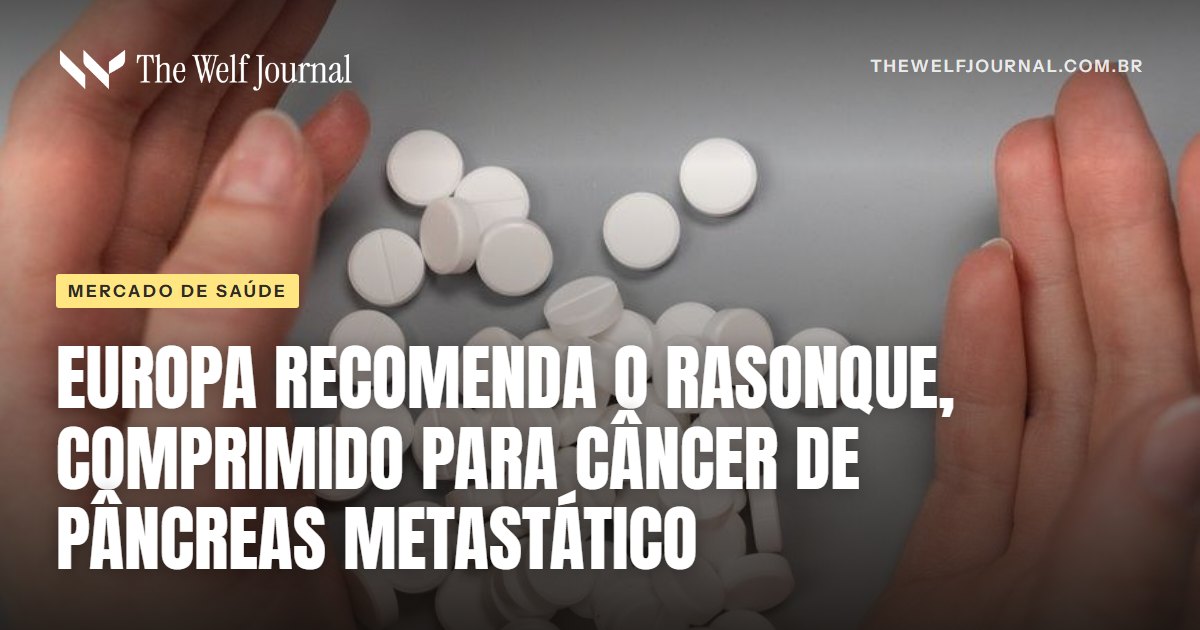 The Welf Journal
THEWELFJOURNAL.COM.BR
MERCADO DE SAÚDE
EUROPA RECOMENDA O RASONQUE,
COMPRIMIDO PARA CÂNCER DE
PÂNCREAS METASTÁTICO